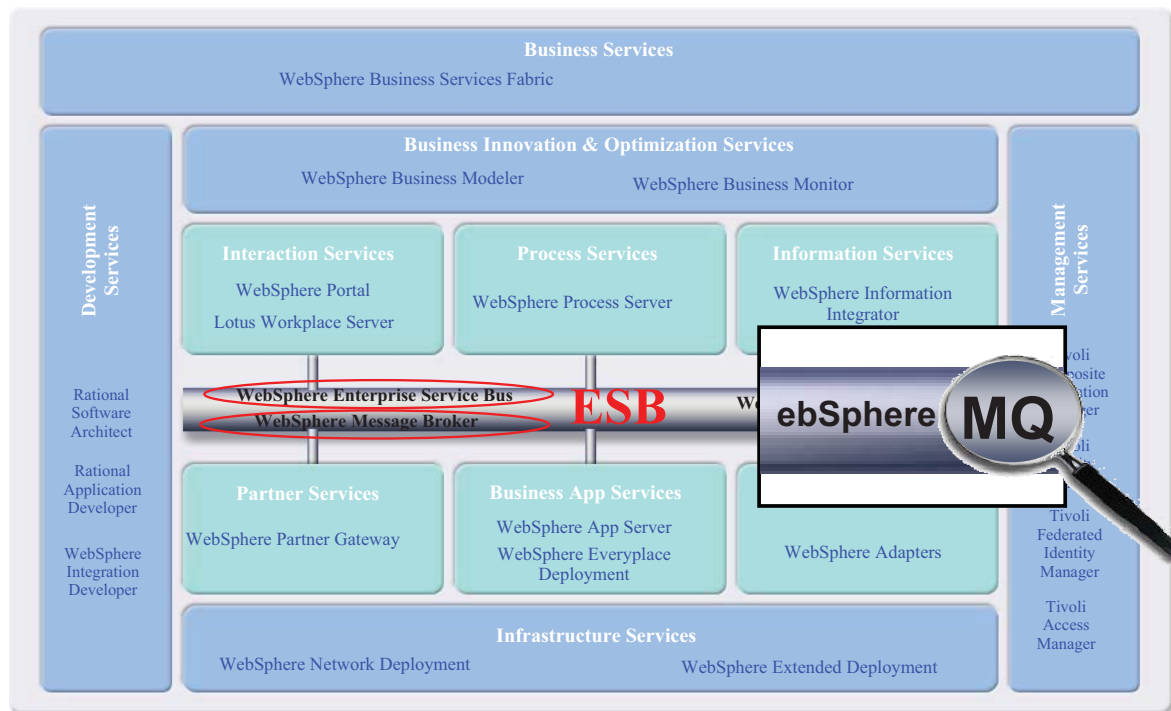 Business Services
WebSphere Business Services Fabric
Development
Services
Rational
Software
Architect
Rational
Application
Developer
WebSphere
Integration
Developer
Business Innovation & Optimization Services
WebSphere Business Modeler
WebSphere Business Monitor
Interaction Services
WebSphere Portal
Lotus Workplace Server
Process Services
WebSphere Process Server
Information Services
WebSphere Information
Integrator
WebSphere Enterprise Service Bus
WebSphere Message Broker
ESB
ebSphere MQ
Partner Services
WebSphere Partner Gateway
Business App Services
WebSphere App Server
WebSphere Everyplace
Deployment
WebSphere Adapters
Infrastructure Services
WebSphere Network Deployment
WebSphere Extended Deployment
Management
Services
Tivoli
Federated
Identity
Manager
Tivoli
Access
Manager